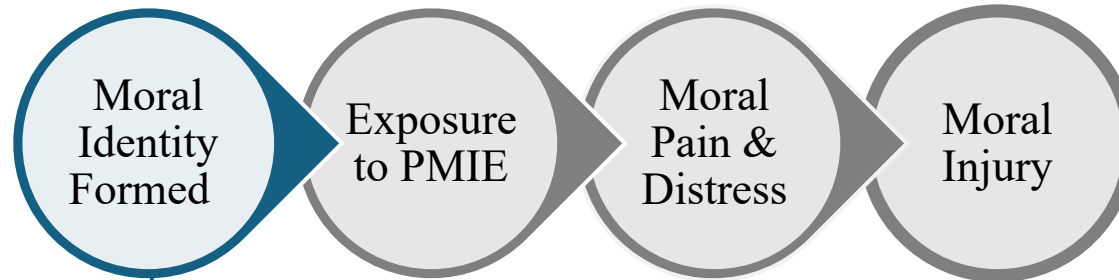 Moral
Identity
Formed
Exposure
to PMIE
Moral
Pain &
Distress
Moral
Injury